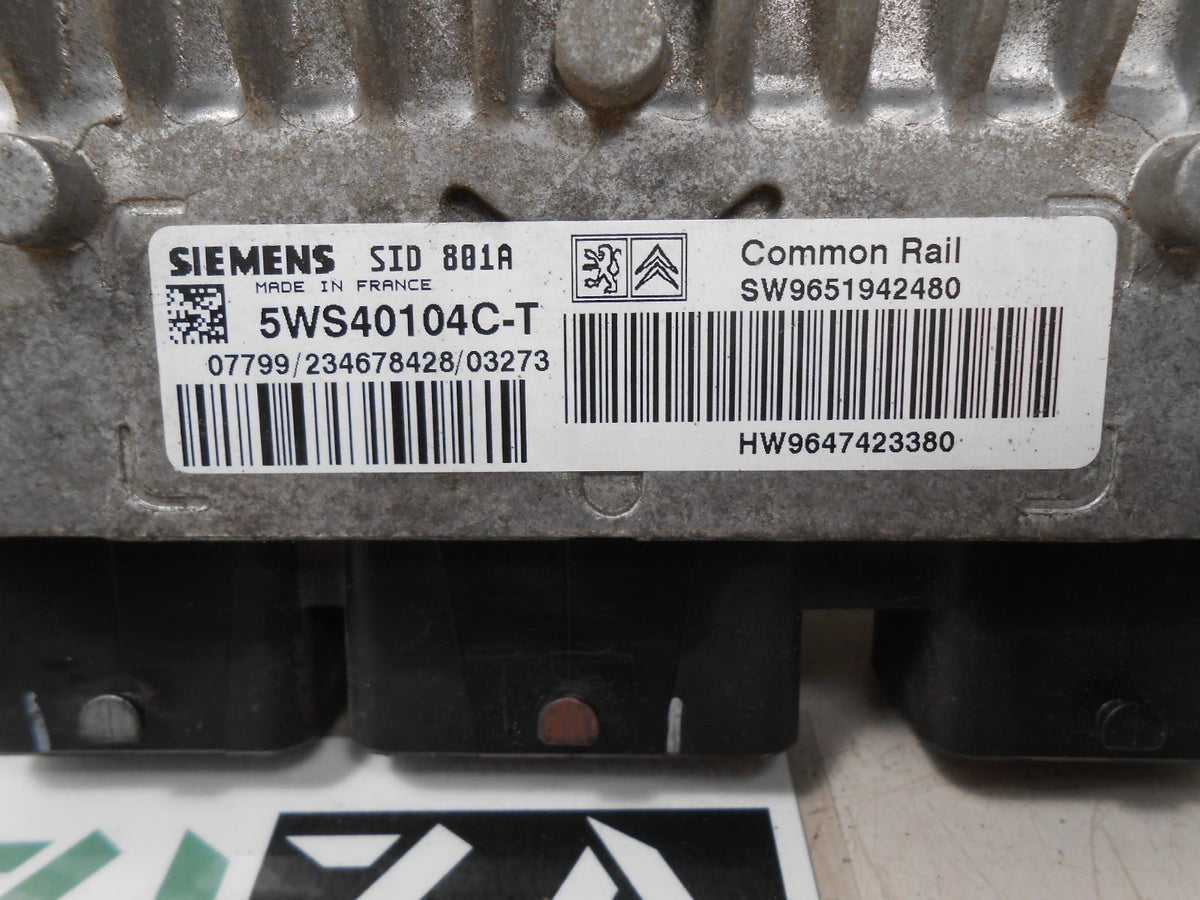 SIEMENS SID 801A
MADE IN FRANCE
5WS40104C-T
07799/234678428/03273
Common Rail
SW9651942480
HW9647423380